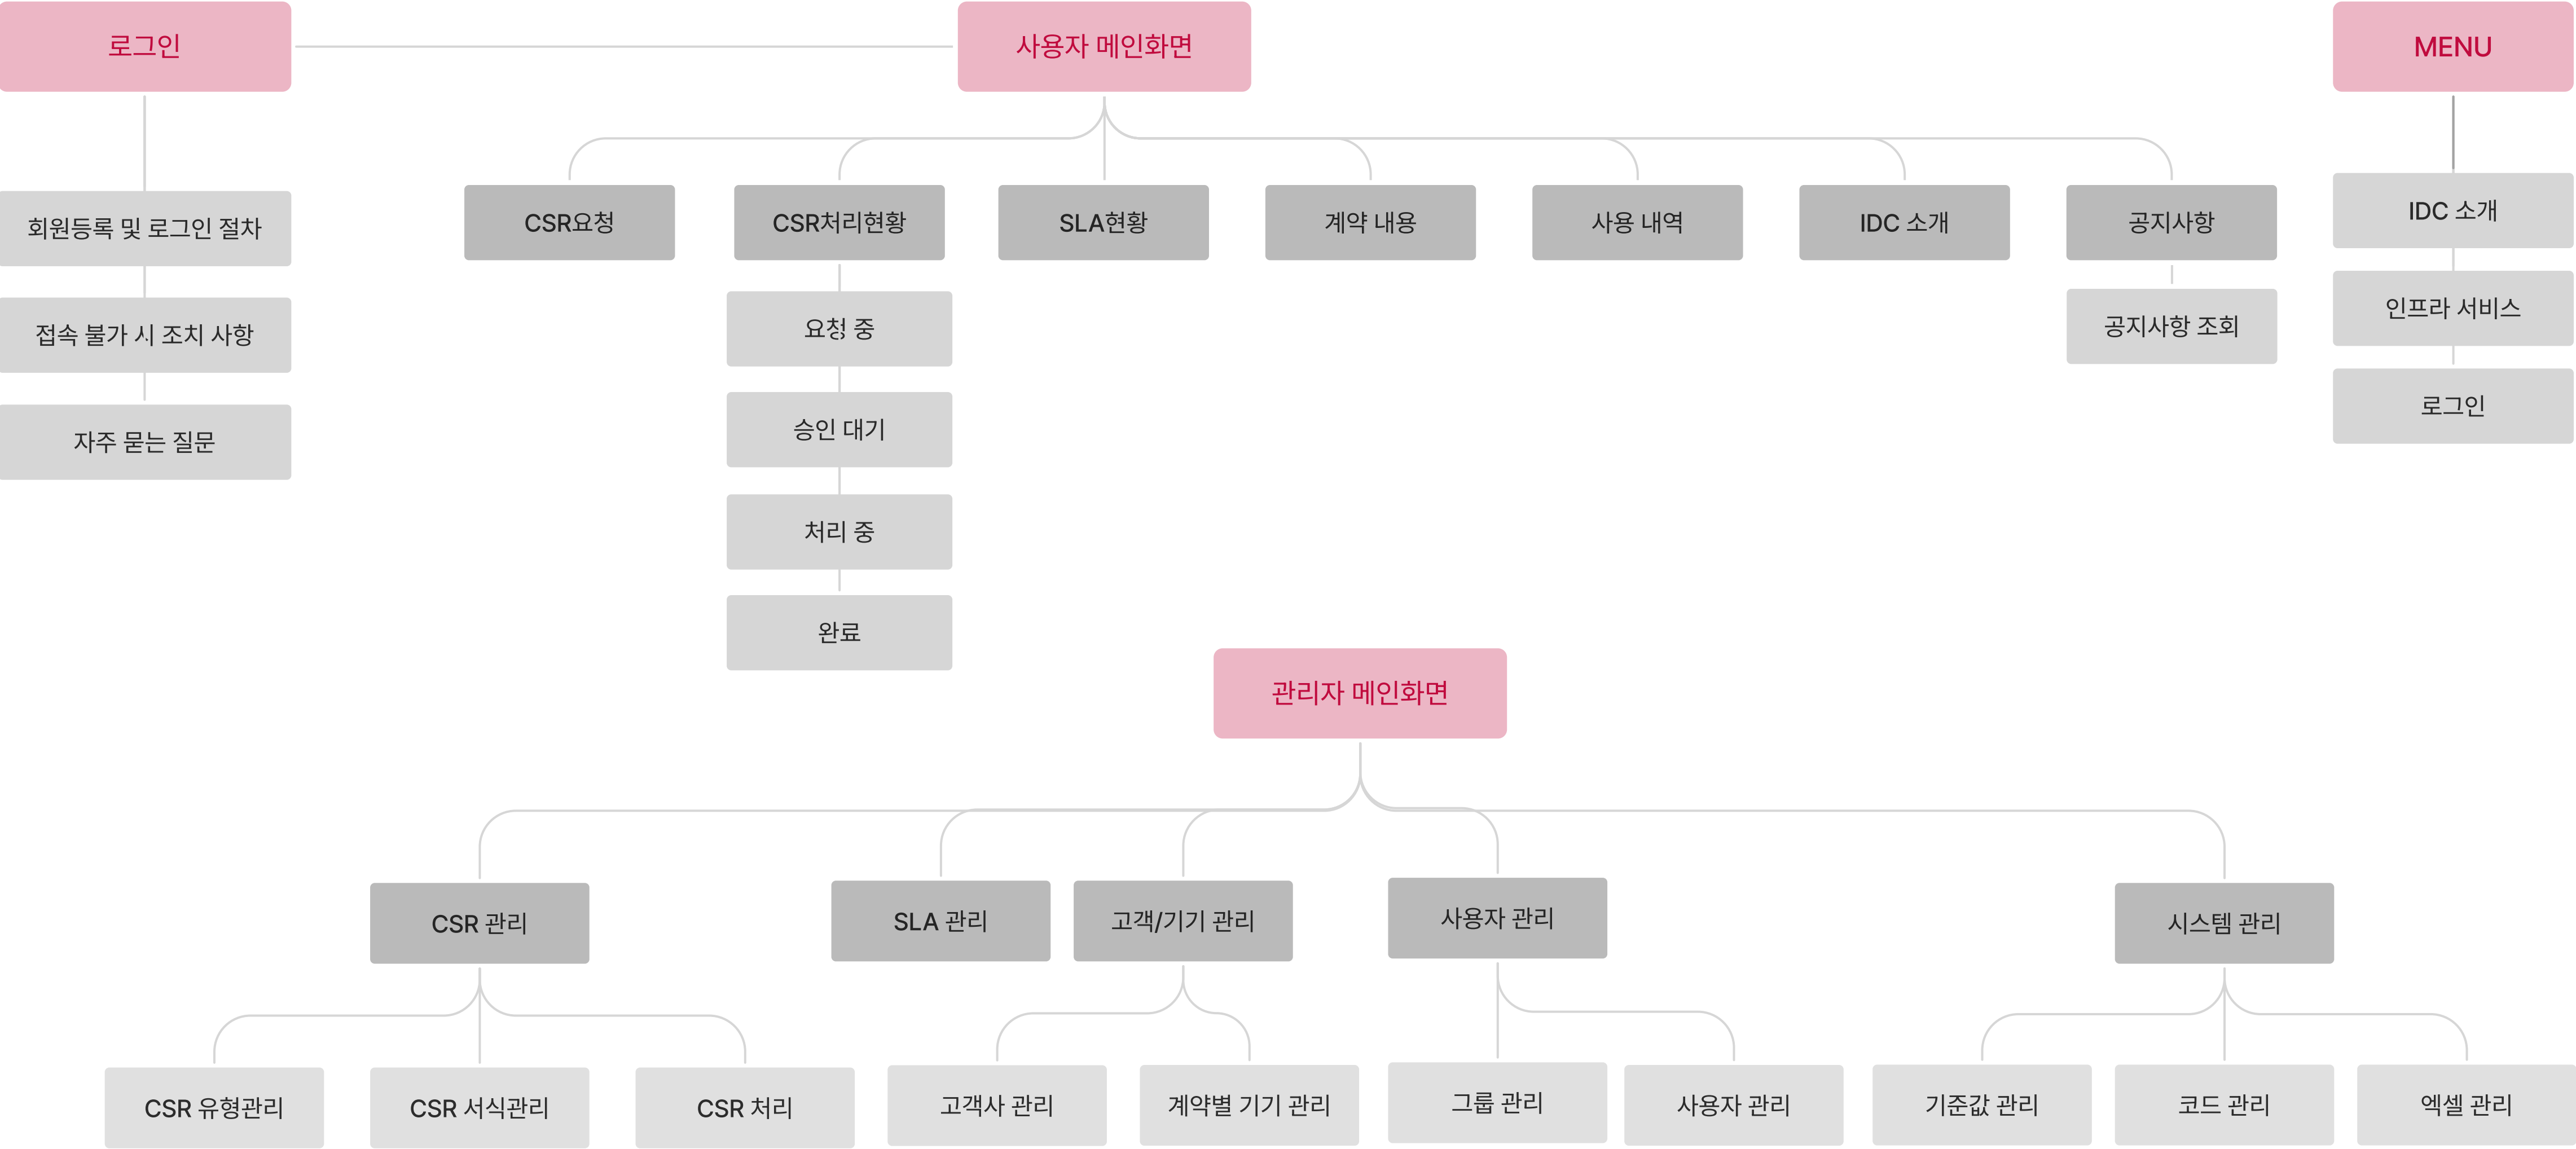 로그인
사용자 메인화면
MENU
회원등록 및 로그인 절차
접속 불가 시 조치 사항
자주 묻는 질문
CSR요청
CSR처리현황
SLA현황
계약 내용
사용 내역
IDC 소개
공지사항
요청 중
승인 대기
처리 중
완료
공지사항 조회
IDC 소개
인프라 서비스
로그인
관리자 메인화면
CSR 관리
SLA 관리
고객/기기 관리
사용자 관리
시스템 관리
CSR 유형관리
CSR 서식관리
CSR 처리
고객사 관리
계약별 기기 관리
그룹 관리
사용자 관리
기준값 관리
코드 관리
엑셀 관리